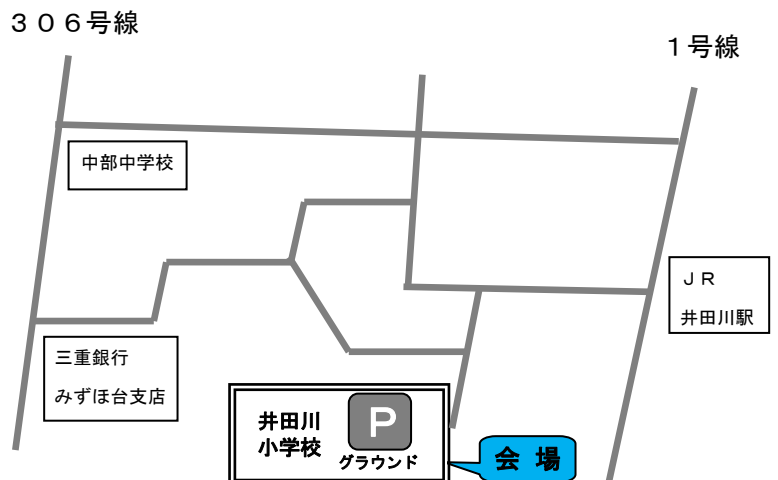 ３０６号線
１号線
中部中学校
ＪＲ
井田川駅
三重銀行
みずほ台支店
井田川
小学校
P
グラウンド
会 場